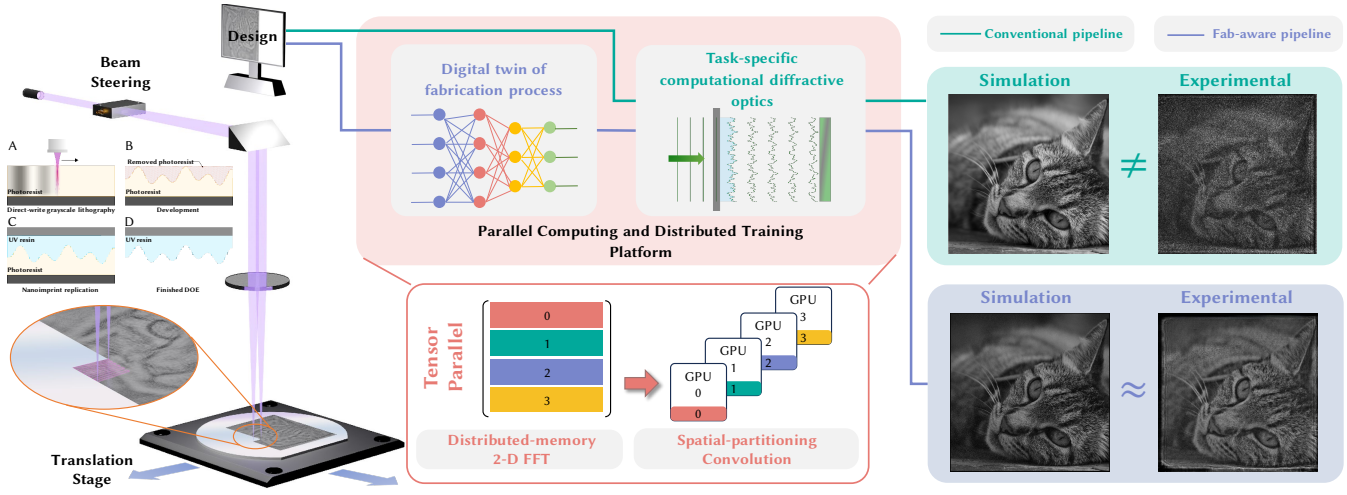 Design
Beam
Steering
A
Photoresist
Direct-write grayscale lithography
B
Removed photoresist
Photoresist
Development
C
UV resin
Photoresist
Nanoimprint replication
D
UV resin
Finished DOE
Translation
Stage
Digital twin of
fabrication process
Task-specific
computational diffractive
optics
Parallel Computing and Distributed Training
Platform
Tensor
Parallel
0
1
2
3
GPU
0
0
GPU
1
1
GPU
2
2
GPU
3
3
Distributed-memory
2-D FFT
Spatial-partitioning
Convolution
Conventional pipeline
Fab-aware pipeline
Simulation
Experimental
≠
Simulation
Experimental
≈